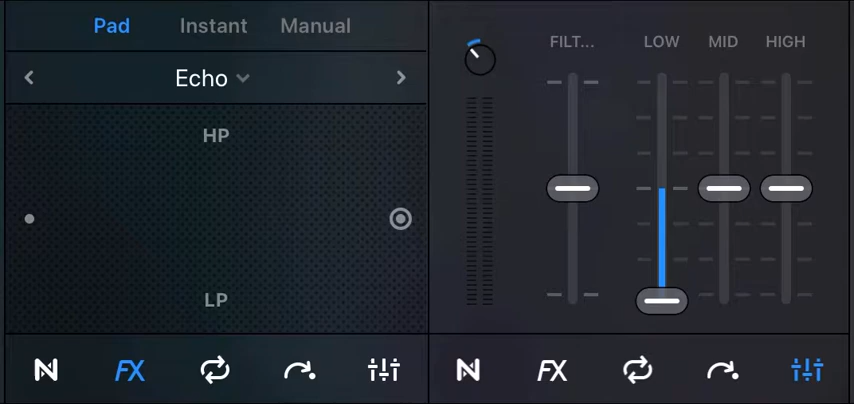 Pad Instant Manual
Echo
HP
LP
FX
FILT... LOW MID HIGH
FX